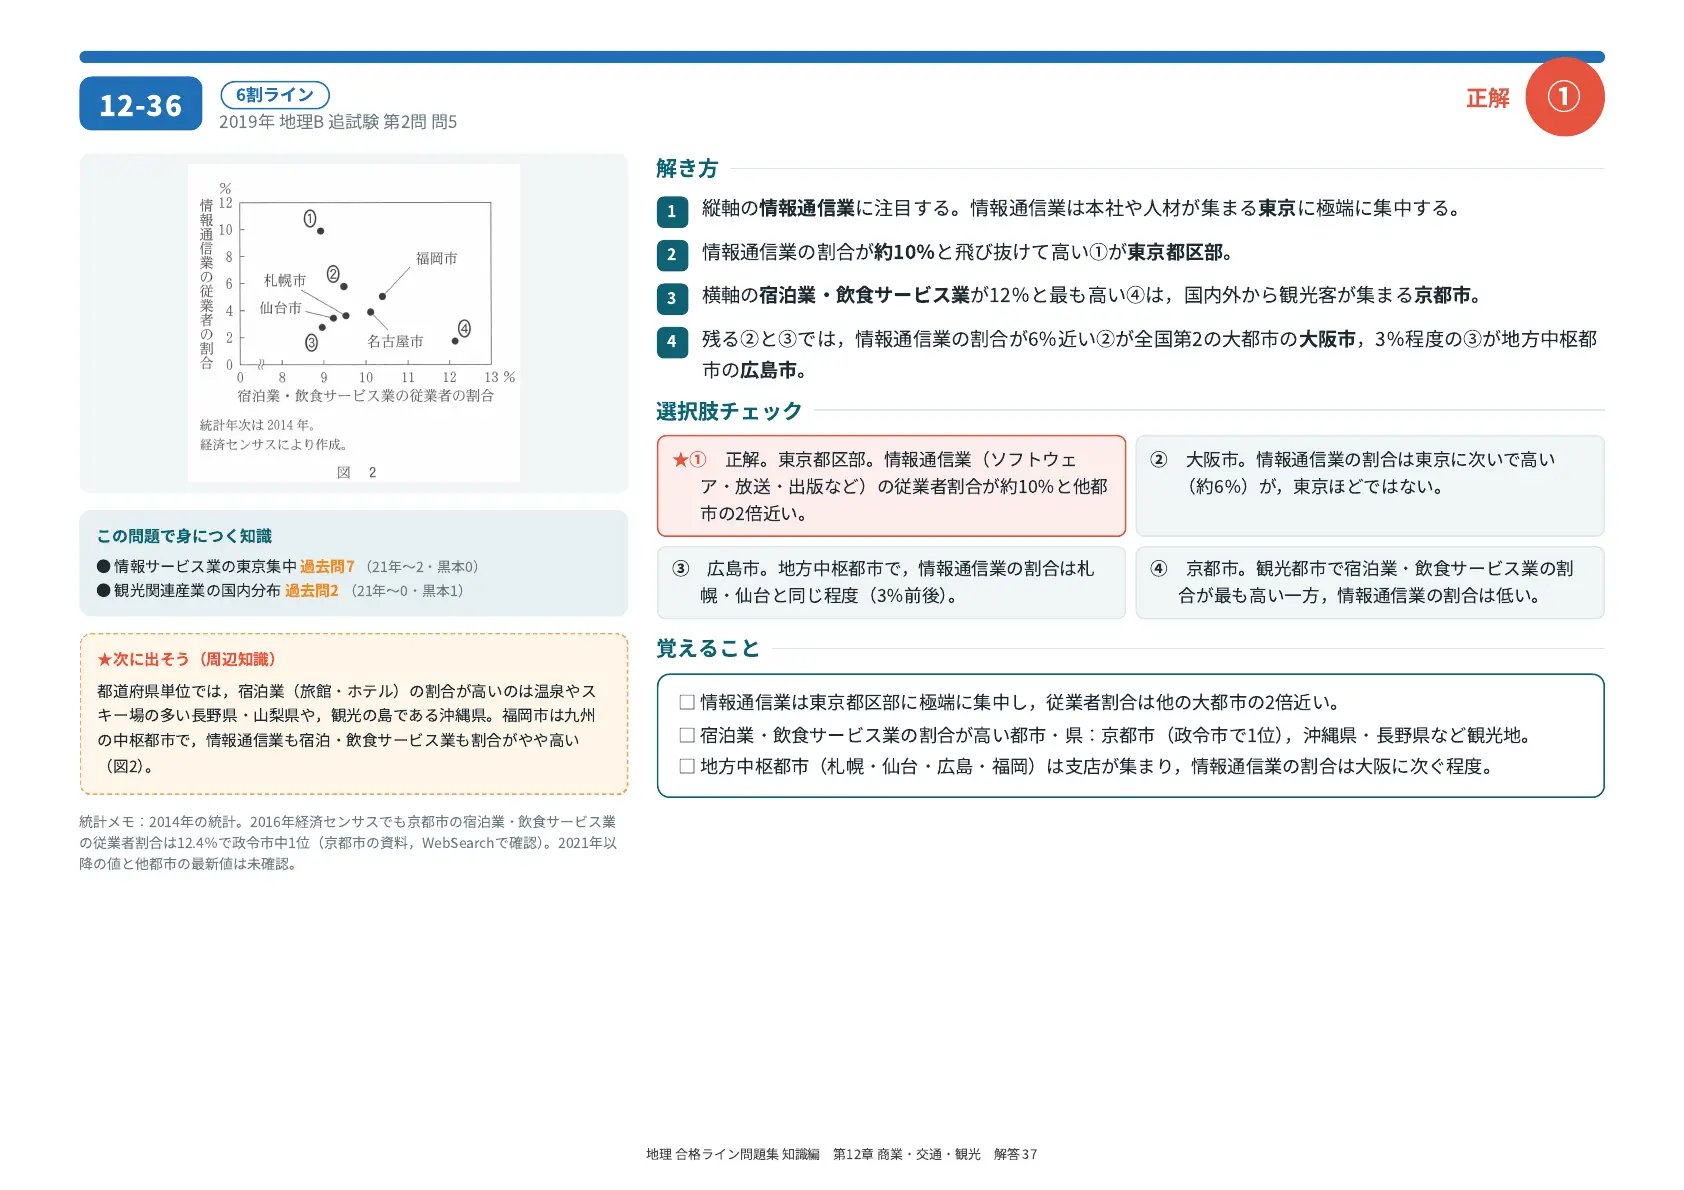 12-36
6割ライン
2019年 地理B 追試験 第2問 問5
正解
①
%
情報通信業の従業者の割合
12
10
8
6
4
2
0
①
②
③
④
福岡市
札幌市
仙台市
名古屋市
0 8 9 10 11 12 13 %
宿泊業・飲食サービス業の従業者の割合
統計年次は 2014 年。
経済センサスにより作成。
図 2
この問題で身につく知識
● 情報サービス業の東京集中 過去問7 （21年〜2・黒本0）
● 観光関連産業の国内分布 過去問2 （21年〜0・黒本1）
★次に出そう（周辺知識）
都道府県単位では，宿泊業（旅館・ホテル）の割合が高いのは温泉やス
キー場の多い長野県・山梨県や，観光の島である沖縄県。福岡市は九州
の中枢都市で，情報通信業も宿泊・飲食サービス業も割合がやや高い
（図2）。
統計メモ：2014年の統計。2016年経済センサスでも京都市の宿泊業・飲食サービス業
の従業者割合は12.4％で政令市中1位（京都市の資料，WebSearchで確認）。2021年以
降の値と他都市の最新値は未確認。
解き方
1 縦軸の情報通信業に注目する。情報通信業は本社や人材が集まる東京に極端に集中する。
2 情報通信業の割合が約10％と飛び抜けて高い①が東京都区部。
3 横軸の宿泊業・飲食サービス業が12％と最も高い④は，国内外から観光客が集まる京都市。
4 残る②と③では，情報通信業の割合が6％近い②が全国第2の大都市の大阪市，3％程度の③が地方中枢都
市の広島市。
選択肢チェック
★① 正解。東京都区部。情報通信業（ソフトウェ
ア・放送・出版など）の従業者割合が約10％と他都
市の2倍近い。
② 大阪市。情報通信業の割合は東京に次いで高い
（約6％）が，東京ほどではない。
③ 広島市。地方中枢都市で，情報通信業の割合は札
幌・仙台と同じ程度（3％前後）。
④ 京都市。観光都市で宿泊業・飲食サービス業の割
合が最も高い一方，情報通信業の割合は低い。
覚えること
□ 情報通信業は東京都区部に極端に集中し，従業者割合は他の大都市の2倍近い。
□ 宿泊業・飲食サービス業の割合が高い都市・県：京都市（政令市で1位），沖縄県・長野県など観光地。
□ 地方中枢都市（札幌・仙台・広島・福岡）は支店が集まり，情報通信業の割合は大阪に次ぐ程度。
地理 合格ライン問題集 知識編 第12章 商業・交通・観光 解答 37